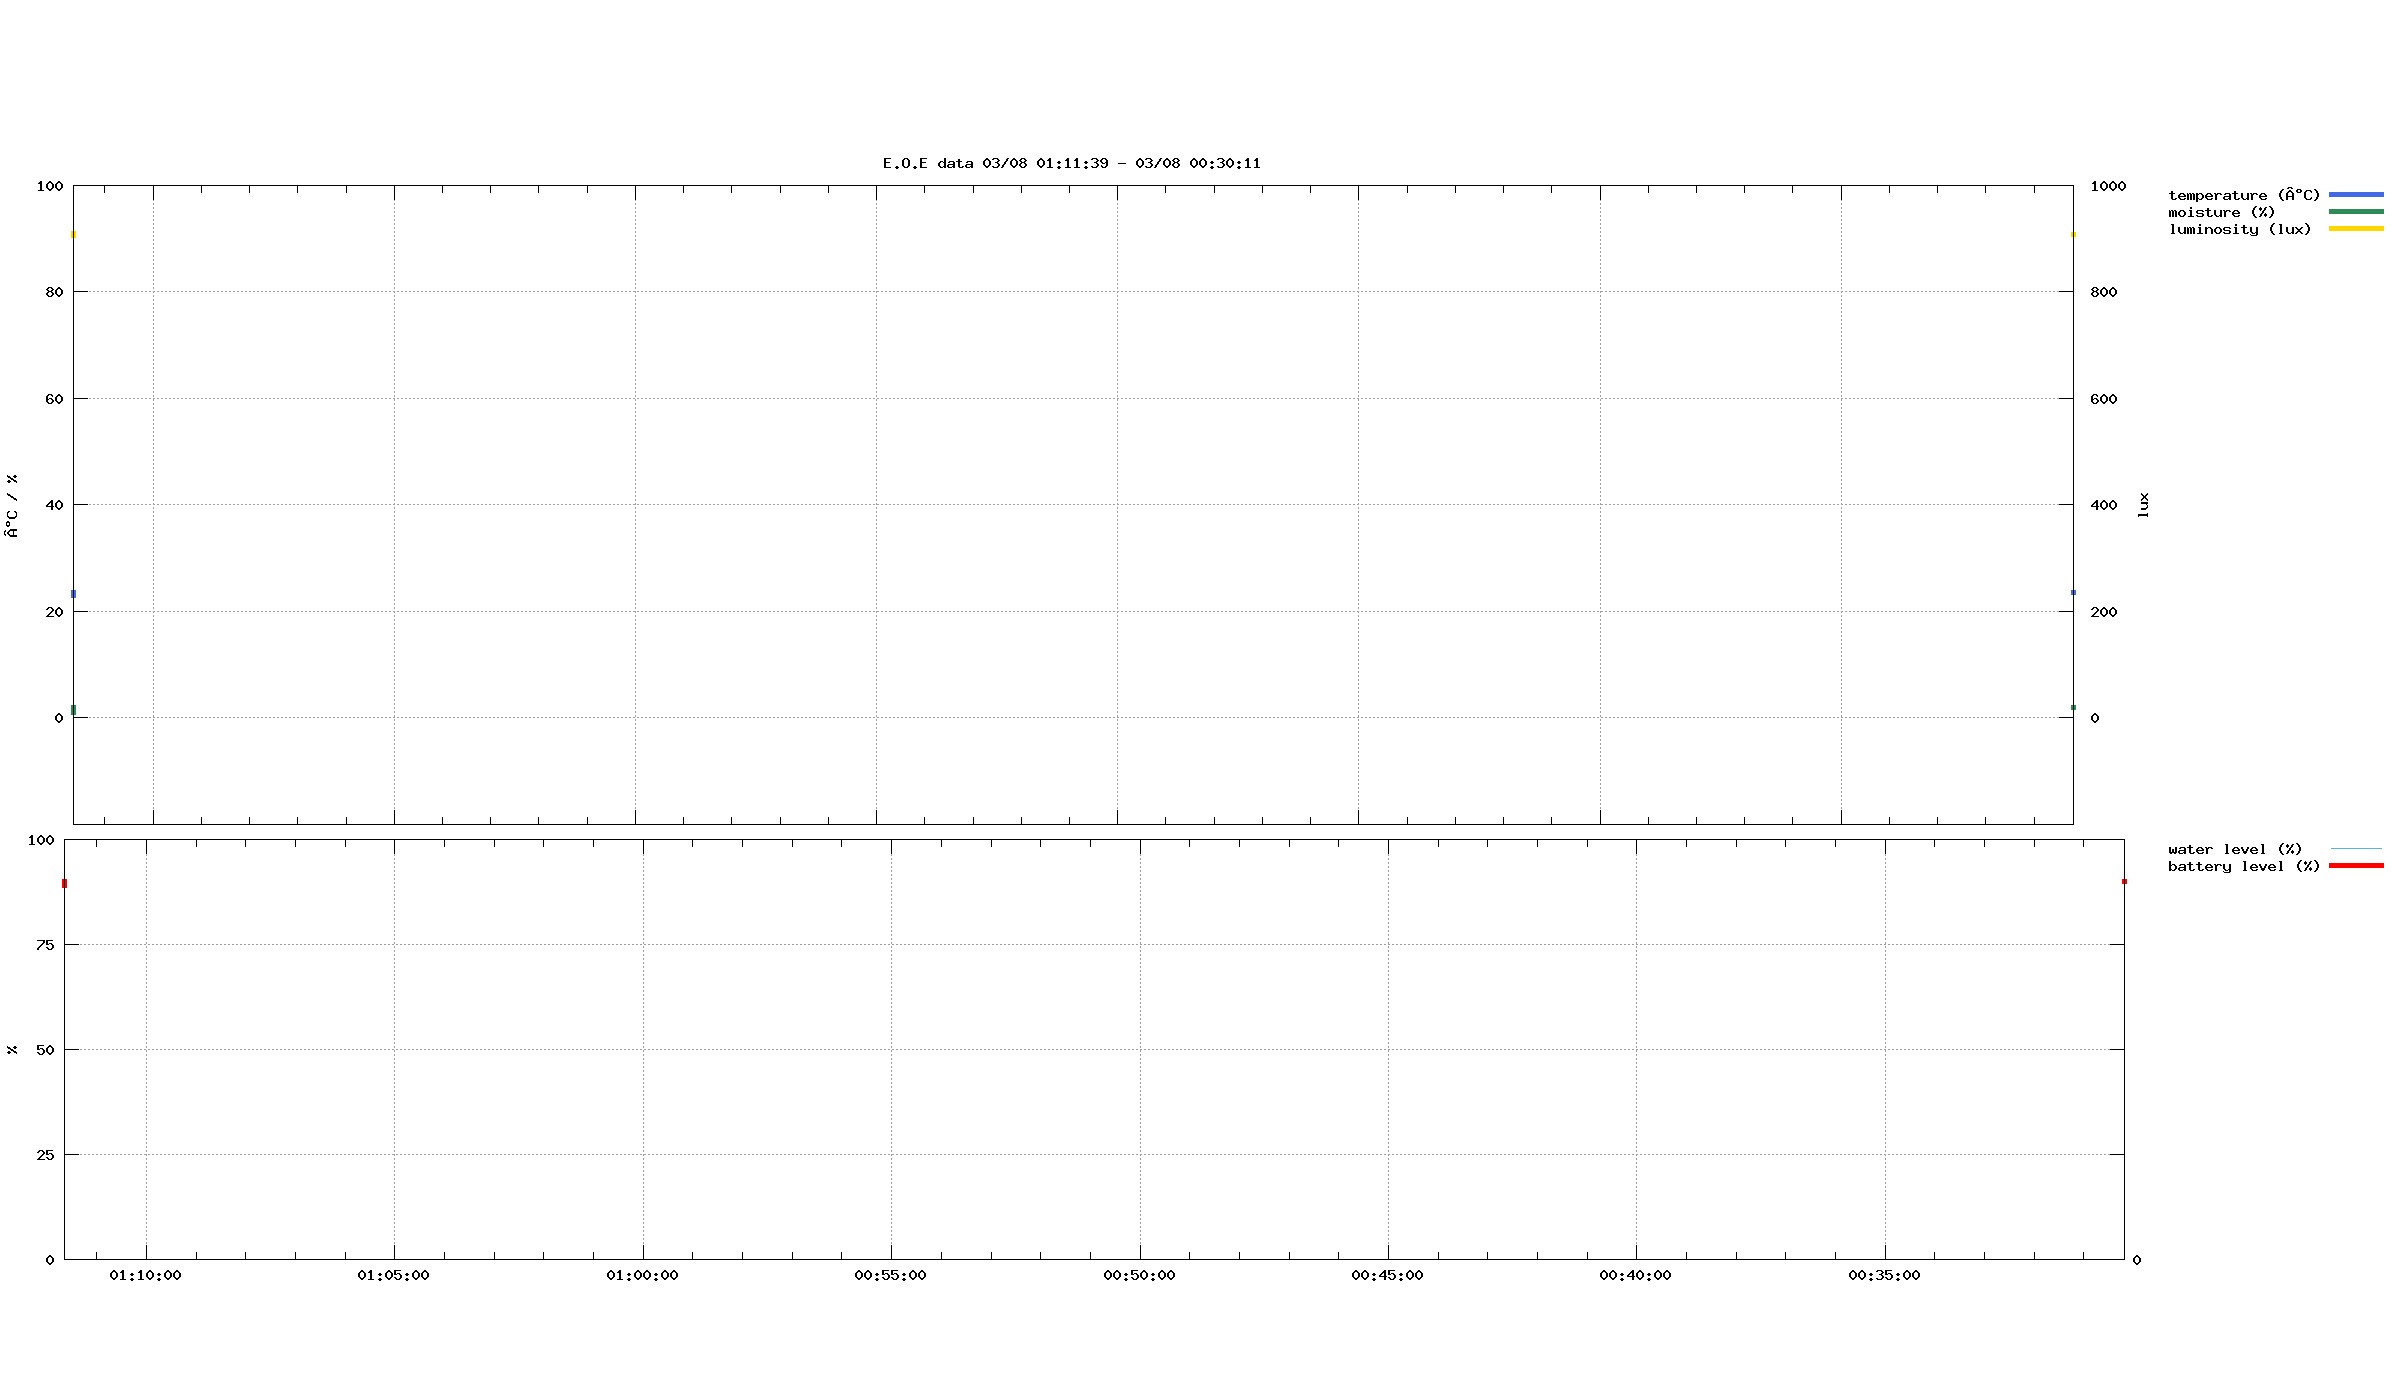 E.O.E data 03/08 01:11:39 - 03/08 00:30:11
100
80
60
40
20
0
Â°C / %
1000
800
600
400
200
0
lux
temperature (Â°C)
moisture (%)
luminosity (lux)
100
75
50
25
0
%
0
water level (%)
battery level (%)
01:10:00 01:05:00 01:00:00 00:55:00 00:50:00 00:45:00 00:40:00 00:35:00